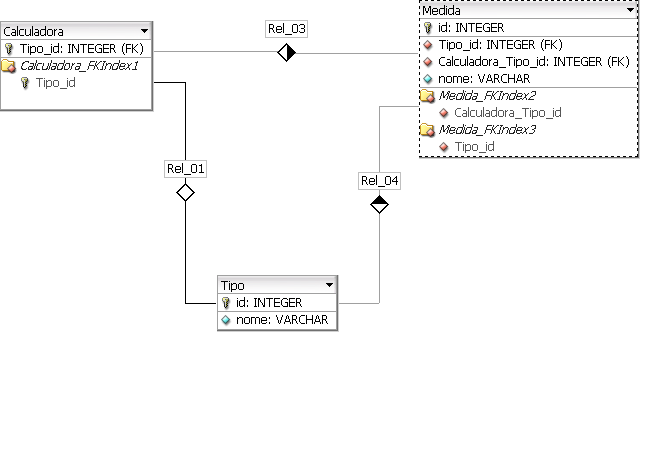 Calculadora
Tipo_id: INTEGER (FK)
Calculadora_FKIndex1
Tipo_id
Rel_03
Medida
id: INTEGER
Tipo_id: INTEGER (FK)
Calculadora_Tipo_id: INTEGER (FK)
nome: VARCHAR
Medida_FKIndex2
Calculadora_Tipo_id
Medida_FKIndex3
Tipo_id
Rel_01
Rel_04
Tipo
id: INTEGER
nome: VARCHAR